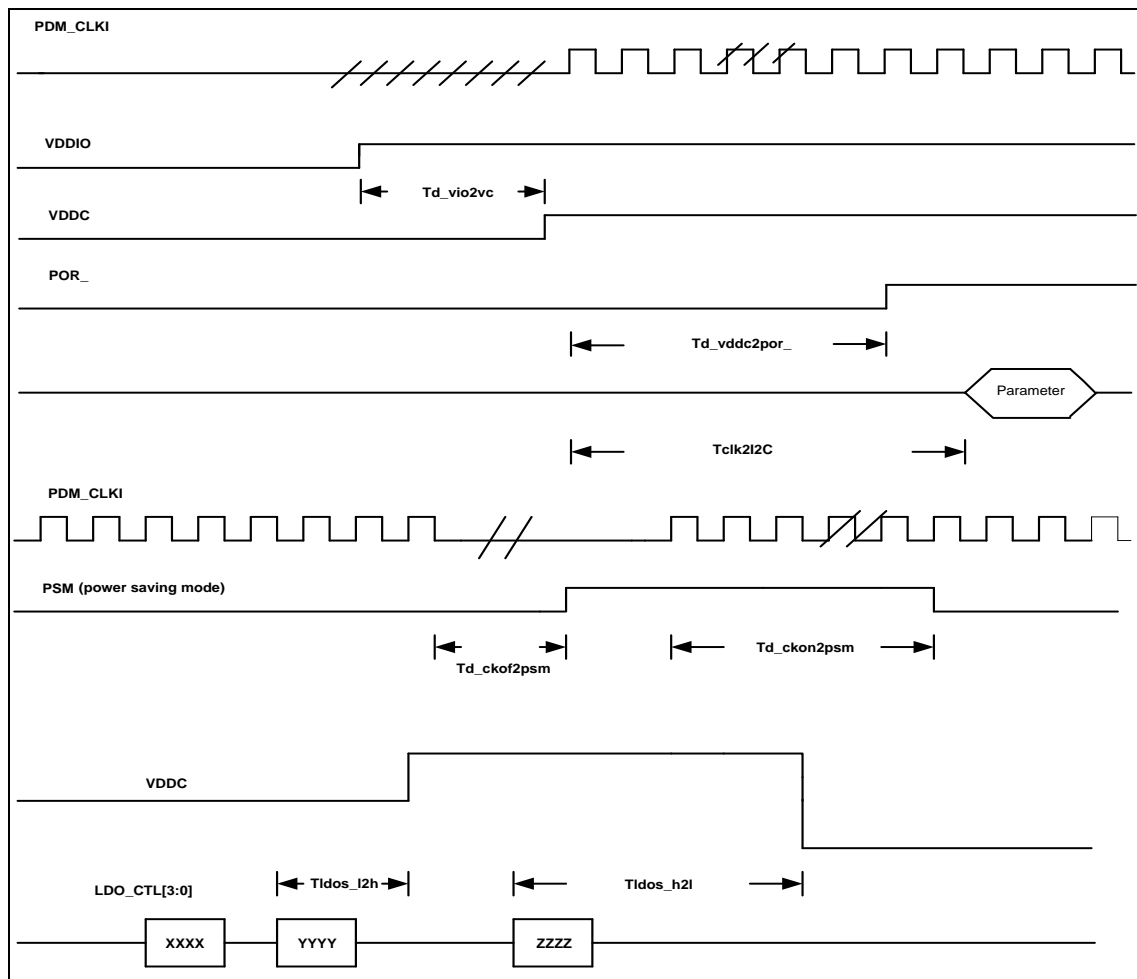 PDM_CLKI
VDDIO
Td_vio2vc
VDDC
POR_
Td_vddc2por_
Parameter
Tclk2I2C
PDM_CLKI
PSM (power saving mode)
Td_ckof2psm
Td_ckon2psm
VDDC
LDO_CTL[3:0]
Tldos_l2h
Tldos_h2l
XXXX
YYYY
ZZZZ